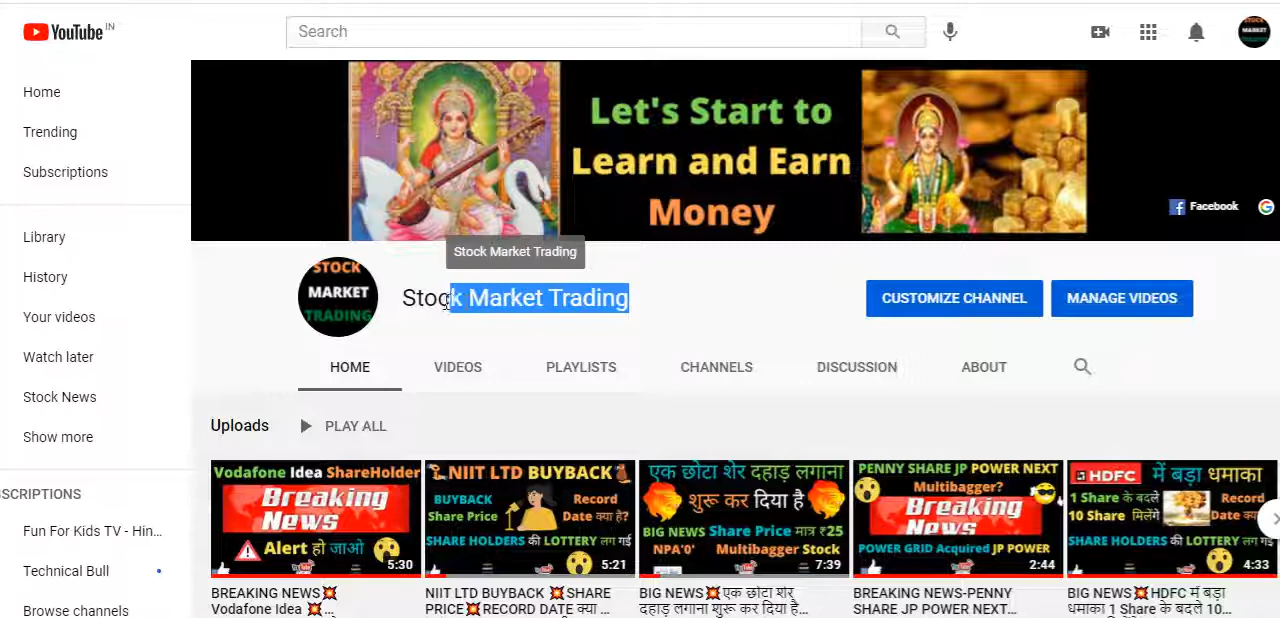 YouTube IN
Search
STOCK
MARKET
Home
Trending
Subscriptions
Library
History
Your videos
Watch later
Stock News
Show more
SCRIPTIONS
Fun For Kids TV - Hin...
Technical Bull
Browse channels
Let's Start to
Learn and Earn
Money
Facebook
Stock Market Trading
STOCK
MARKET
TRADING
Stock Market Trading
CUSTOMIZE CHANNEL
MANAGE VIDEOS
HOME
VIDEOS
PLAYLISTS
CHANNELS
DISCUSSION
ABOUT
Uploads
PLAY ALL
Vodafone Idea ShareHolder
Breaking
News
Alert हो जाओ
5:30
BREAKING NEWS💥
Vodafone Idea 💥...
NIIT LTD BUYBACK
BUYBACK
Share Price
Record
Date क्या है?
SHARE HOLDERS की LOTTERY लग गई
5:21
NIIT LTD BUYBACK 💥SHARE
PRICE💥RECORD DATE क्या ...
एक छोटा शेर दहाड़ लगाना
शुरू कर दिया है
BIG NEWS Share Price मात्र ₹25
NPA'0' Multibagger Stock
7:39
BIG NEWS💥एक छोटा शेर
दहाड़ लगाना शुरू कर दिया है...
PENNY SHARE JP POWER NEXT
Multibagger?
Breaking
News
POWER GRID Acquired JP POWER
2:44
BREAKING NEWS-PENNY
SHARE JP POWER NEXT...
HDFC में बड़ा धमाका
1 Share के बदले
10 Share मिलेंगे
Record
Date
SHARE HOLDERS की LOTTERY लग गई
4:33
BIG NEWS💥HDFC में बड़ा
धमाका 1 Share के बदले 10...